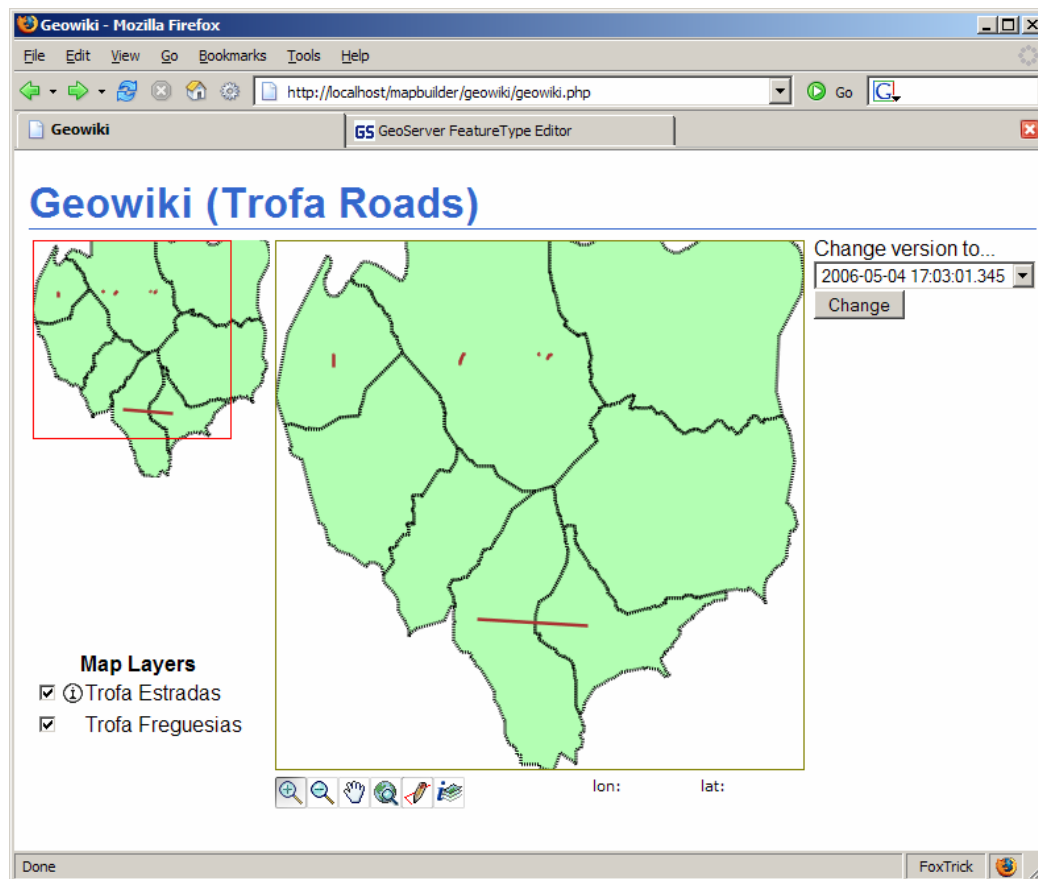 Geowiki - Mozilla Firefox
File Edit View Go Bookmarks Tools Help
http://localhost/mapbuilder/geowiki/geowiki.php
Go
G
Geowiki
GS GeoServer FeatureType Editor
Geowiki (Trofa Roads)
Change version to...
2006-05-04 17:03:01.345
Change
Map Layers
Trofa Estradas
Trofa Freguesias
lon: lat:
Done
FoxTrick